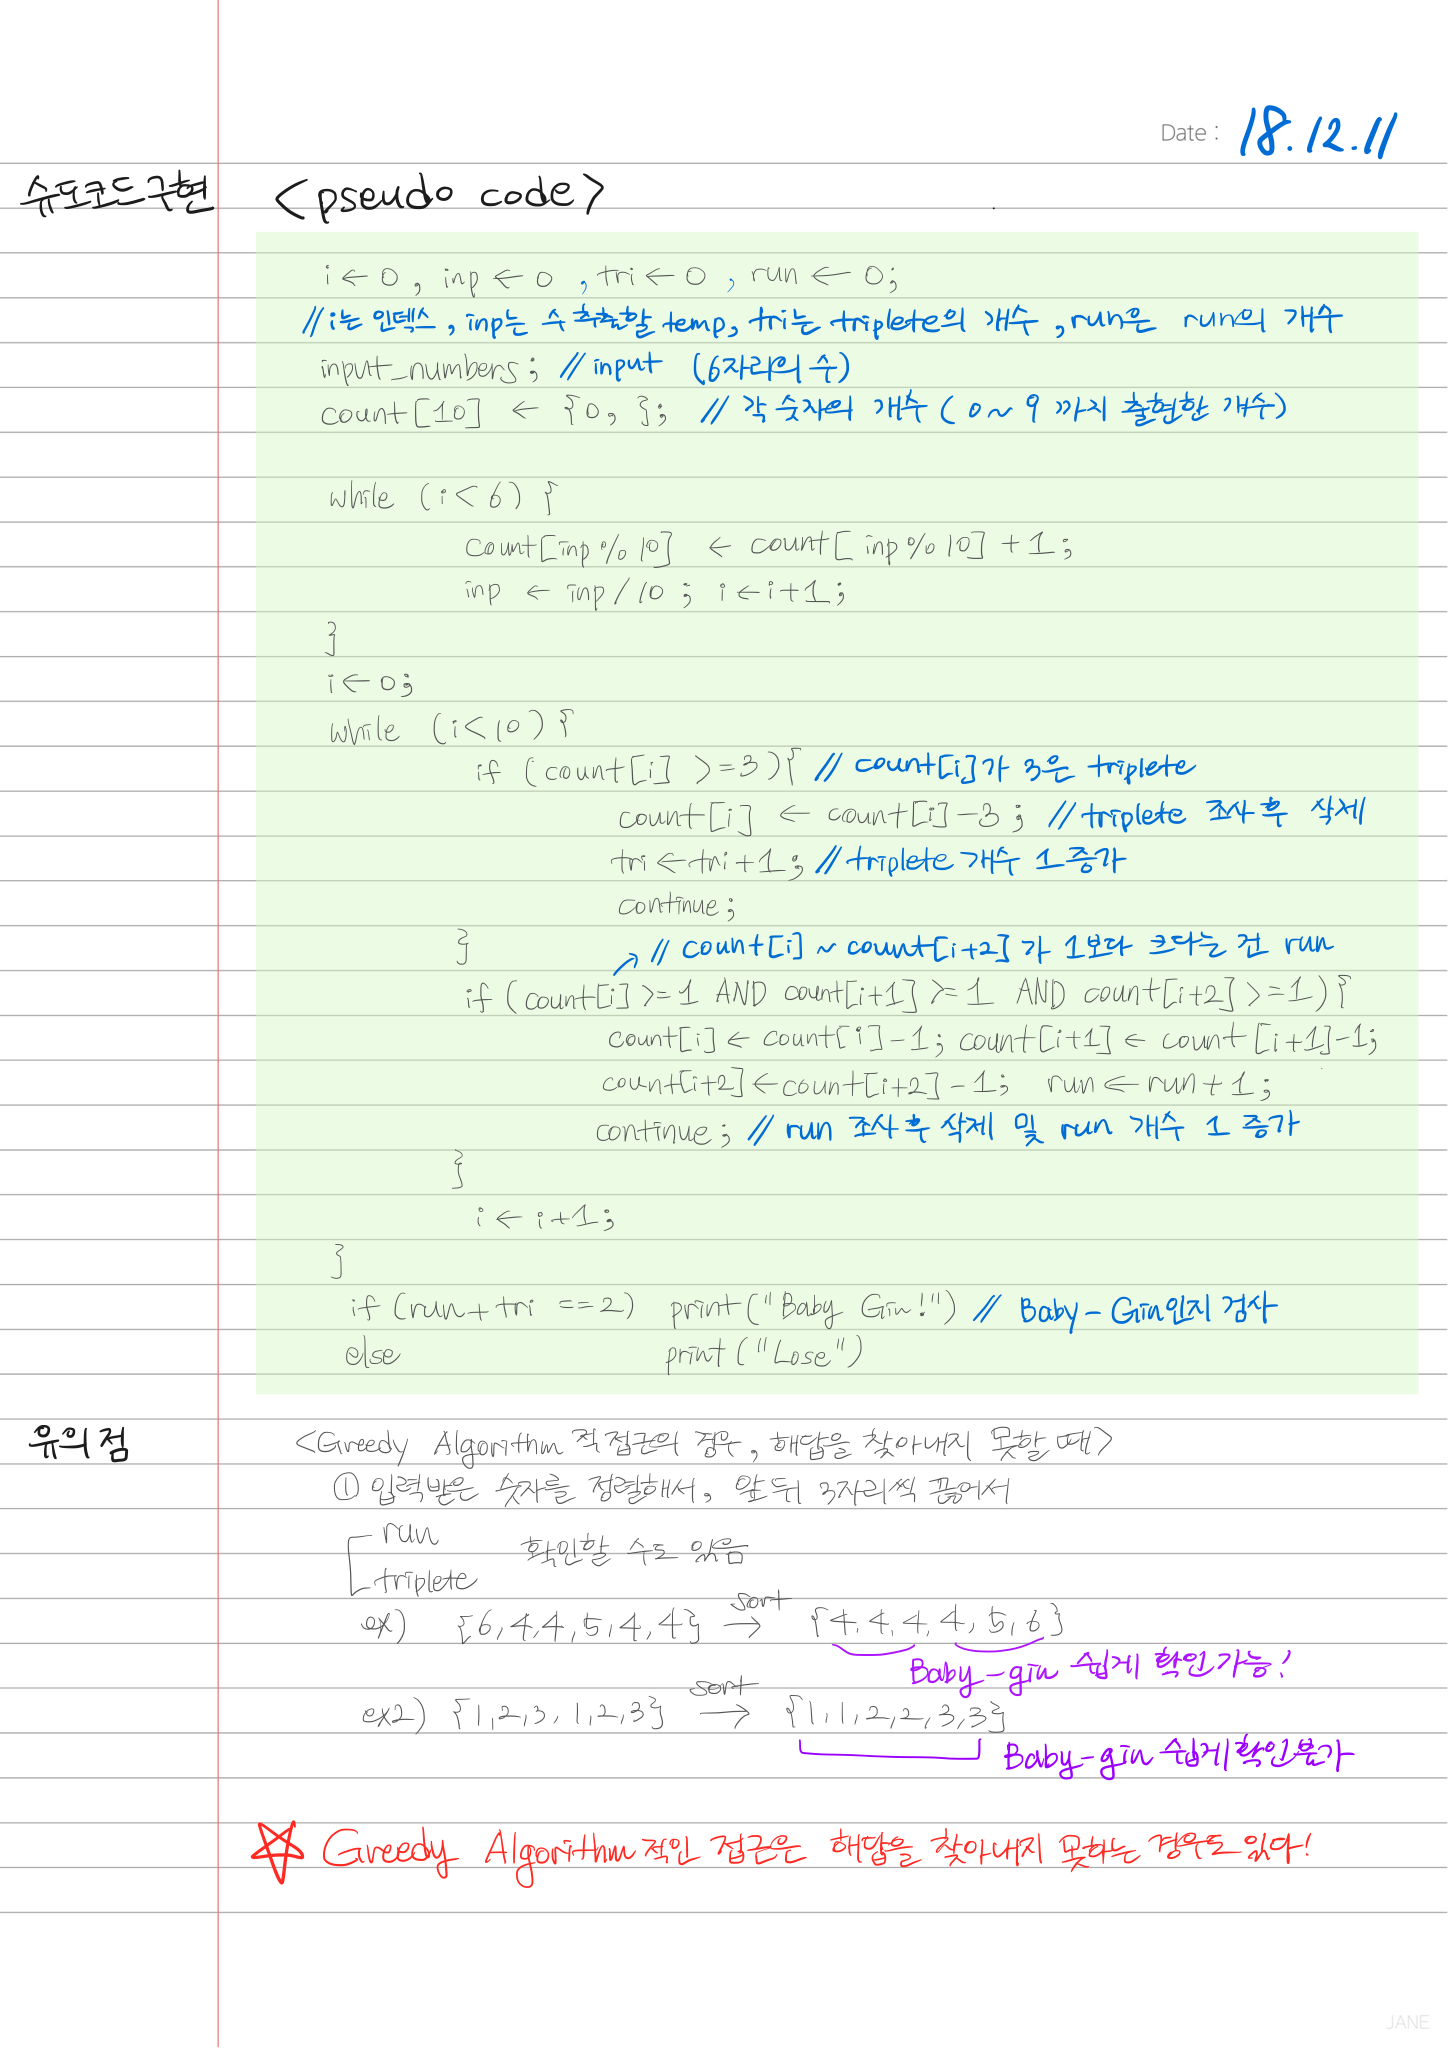 Date : 18.12.11
슈도코드 구현 <pseudo code>
i ← 0 , inp ← 0 , tri ← 0 , run ← 0;
// i는 인덱스, inp는 수 추출할 temp, tri는 triplete의 개수, run은 run의 개수
input_numbers; // input (6자리의 수)
count[10] ← {0, }; // 각 숫자의 개수 (0~9 까지 출현한 개수)
while (i<6) {
count[inp%10] ← count[inp%10]+1;
inp ← inp/10 ; i←i+1;
}
i←0;
while (i<10) {
if (count[i] >=3){ // count[i]가 3은 triplete
count[i] ← count[i]-3 ; // triplete 조사 후 삭제
tri ← tri+1; // triplete 개수 1 증가
continue;
} // count[i] ~ count[i+2] 가 1보다 크다는 건 run
if (count[i]>=1 AND count[i+1] >=1 AND count[i+2]>=1){
count[i] ← count[i]-1; count[i+1] ← count[i+1]-1;
count[i+2]←count[i+2]-1; run←run+1;
continue; // run 조사 후 삭제 및 run 개수 1 증가
}
i ← i+1;
}
if (run+tri ==2) print("Baby Gin!") // Baby-Gin인지 검사
else print("Lose")
유의점 <Greedy Algorithm 적 접근의 경우, 해답을 찾아내지 못할 때>
① 입력받은 숫자를 정렬해서, 앞뒤 3자리씩 끊어서
run
확인할 수도 있음
triplete
ex) {6,4,4,5,4,4} sort→ {4,4,4,4,5,6}
Baby-gin 쉽게 확인가능!
ex2) {1,2,3,1,2,3} sort→ {1,1,2,2,3,3}
Baby-gin 쉽게 확인불가
☆ Greedy Algorithm 적인 접근은 해답을 찾아내지 못하는 경우도 있다!
JANE